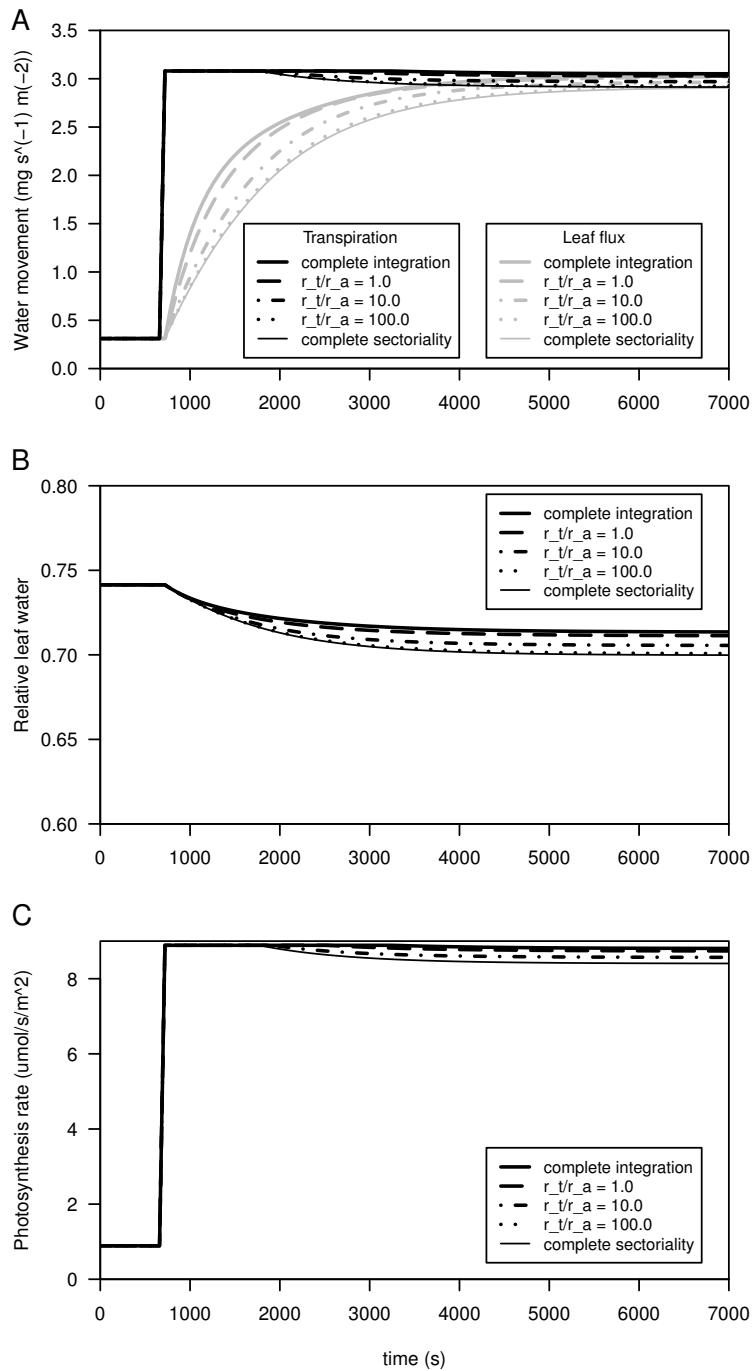 A
Water movement (mg s^(−1) m(−2))
3.5
3.0
2.5
2.0
1.5
1.0
0.5
0.0
Transpiration
complete integration
r_t/r_a = 1.0
r_t/r_a = 10.0
r_t/r_a = 100.0
complete sectoriality
Leaf flux
complete integration
r_t/r_a = 1.0
r_t/r_a = 10.0
r_t/r_a = 100.0
complete sectoriality
0 1000 2000 3000 4000 5000 6000 7000
B
Relative leaf water
0.80
0.75
0.70
0.65
0.60
complete integration
r_t/r_a = 1.0
r_t/r_a = 10.0
r_t/r_a = 100.0
complete sectoriality
0 1000 2000 3000 4000 5000 6000 7000
C
Photosynthesis rate (umol/s/m^2)
8
6
4
2
0
complete integration
r_t/r_a = 1.0
r_t/r_a = 10.0
r_t/r_a = 100.0
complete sectoriality
0 1000 2000 3000 4000 5000 6000 7000
time (s)